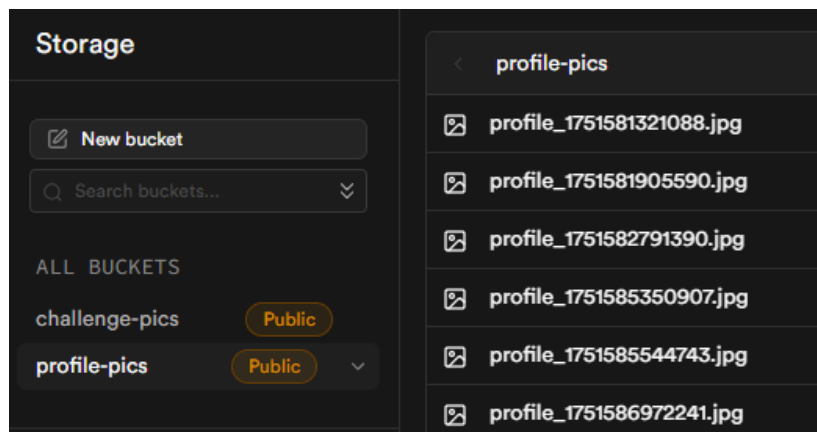 Storage
New bucket
Search buckets...
ALL BUCKETS
challenge-pics Public
profile-pics Public
profile-pics
profile_1751581321088.jpg
profile_1751581905590.jpg
profile_1751582791390.jpg
profile_1751585350907.jpg
profile_1751585544743.jpg
profile_1751586972241.jpg